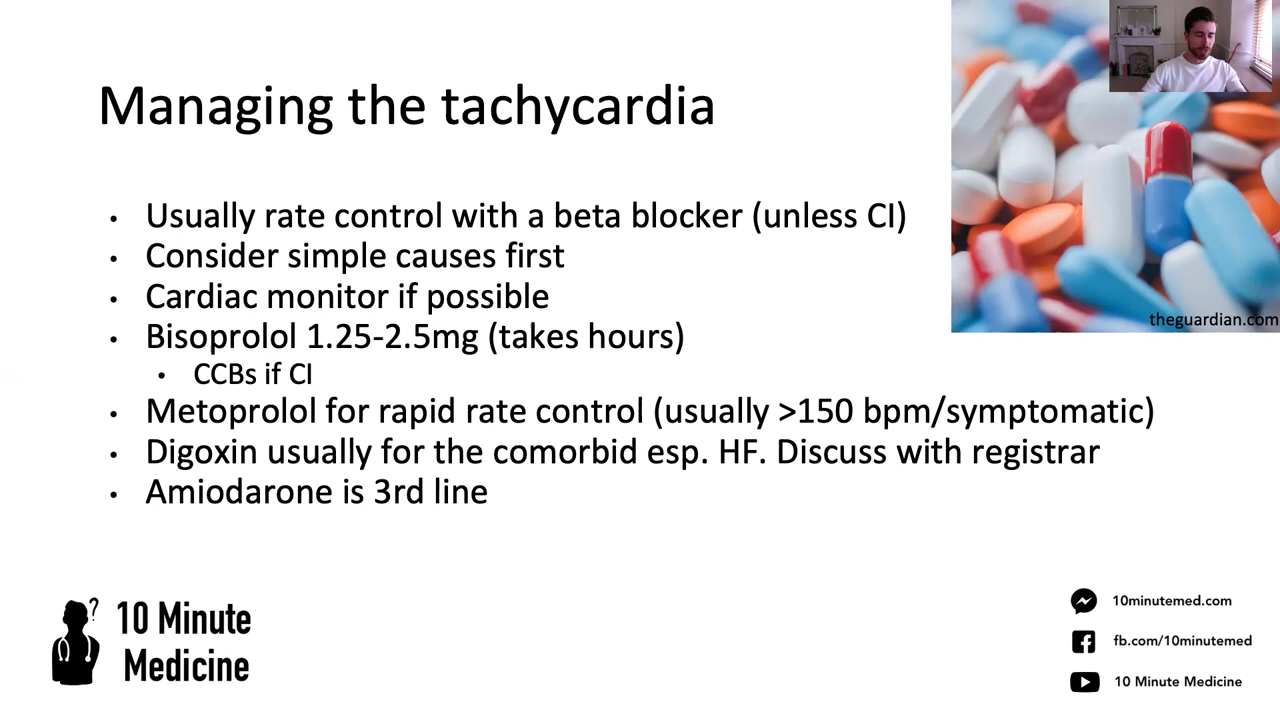 Managing the tachycardia
theguardian.com
• Usually rate control with a beta blocker (unless CI)
• Consider simple causes first
• Cardiac monitor if possible
• Bisoprolol 1.25-2.5mg (takes hours)
• CCBs if CI
• Metoprolol for rapid rate control (usually >150 bpm/symptomatic)
• Digoxin usually for the comorbid esp. HF. Discuss with registrar
• Amiodarone is 3rd line
?
10 Minute
Medicine
10minutemed.com
fb.com/10minutemed
10 Minute Medicine